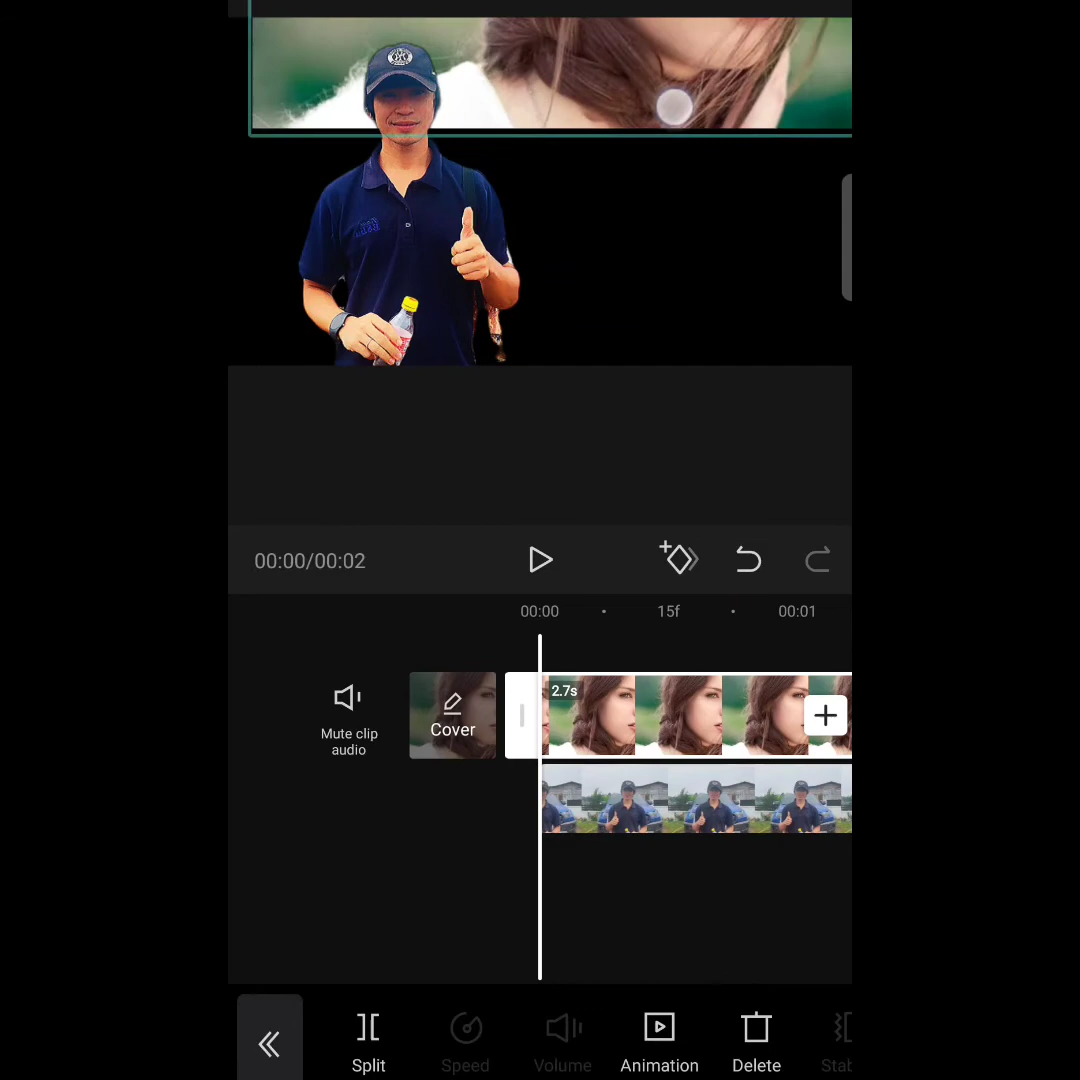 00:00/00:02
00:00
15f
00:01
Mute clip
audio
Cover
2.7s
Split
Speed
Volume
Animation
Delete
Stab